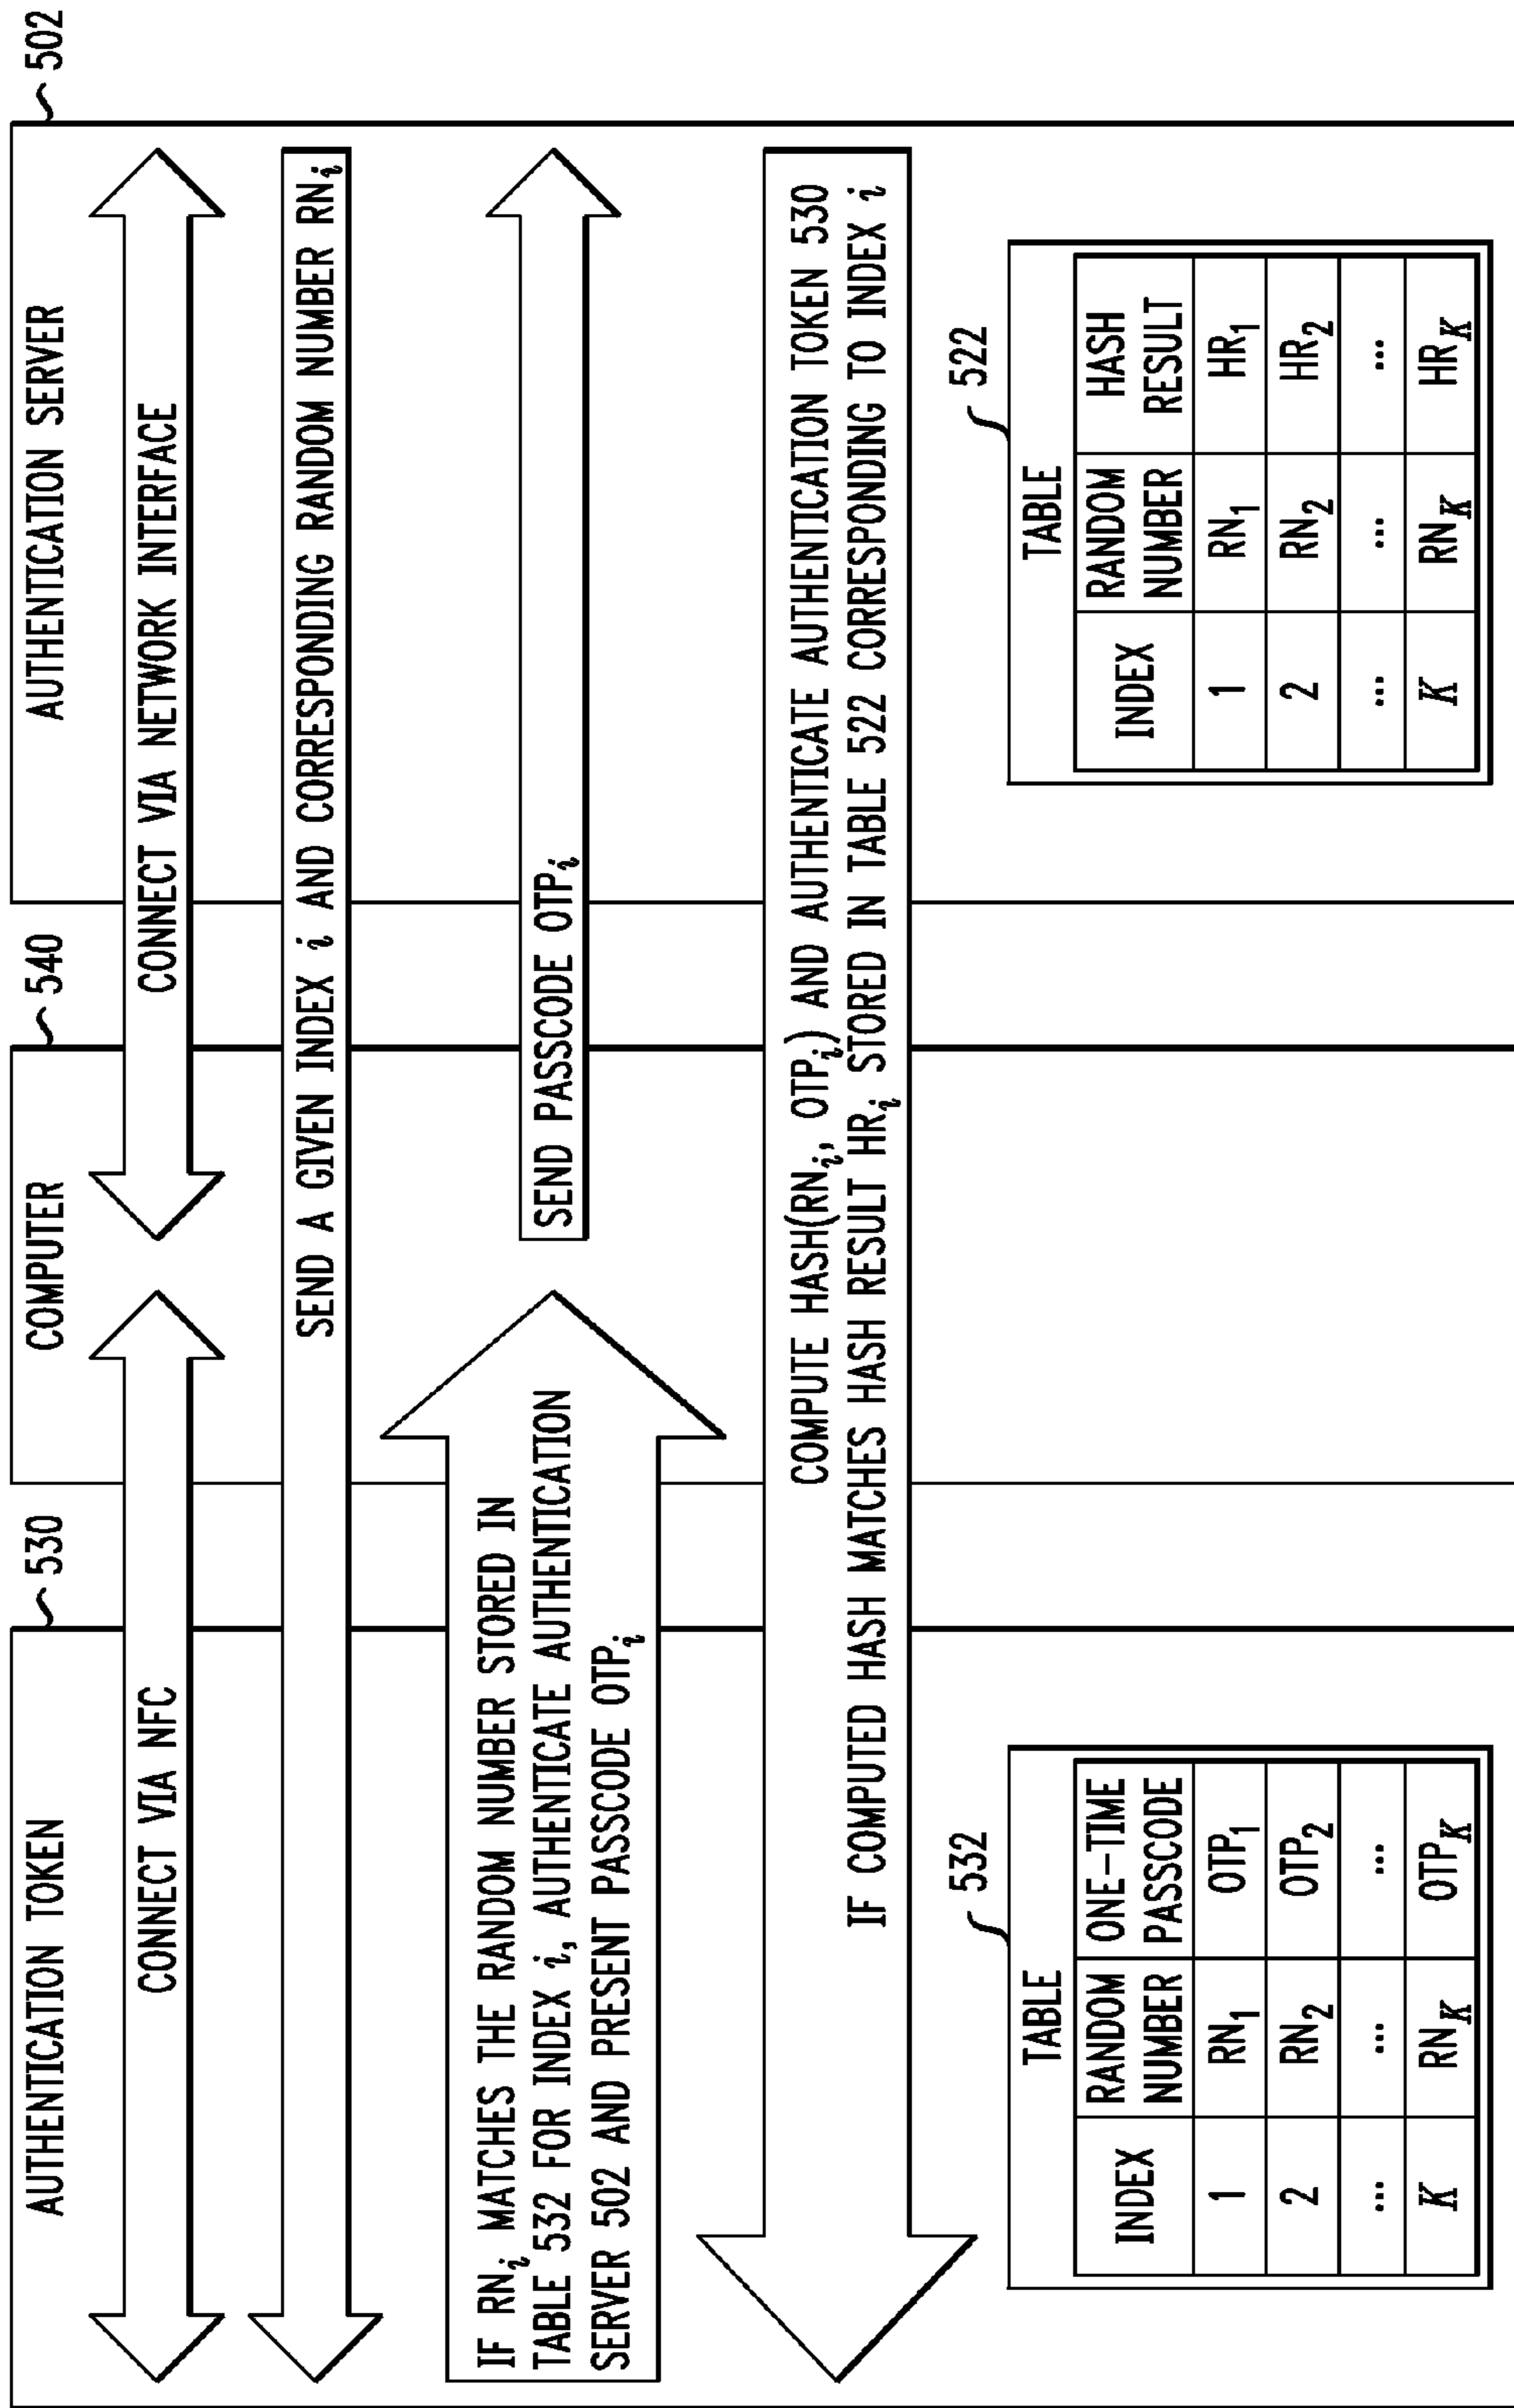 AUTHENTICATION TOKEN
530
COMPUTER
540
AUTHENTICATION SERVER
502
CONNECT VIA NFC
CONNECT VIA NETWORK INTERFACE
SEND A GIVEN INDEX i AND CORRESPONDING RANDOM NUMBER RNi
IF RNi MATCHES THE RANDOM NUMBER STORED IN
TABLE 532 FOR INDEX i, AUTHENTICATE AUTHENTICATION
SERVER 502 AND PRESENT PASSCODE OTPi
SEND PASSCODE OTPi
COMPUTE HASH(RNi, OTPi) AND AUTHENTICATE AUTHENTICATION TOKEN 530
IF COMPUTED HASH MATCHES HASH RESULT HRi STORED IN TABLE 522 CORRESPONDING TO INDEX i
532
TABLE
INDEX RANDOM NUMBER ONE-TIME PASSCODE
1 RN1 OTP1
2 RN2 OTP2
... ... ...
K RNK OTPK
522
TABLE
INDEX RANDOM NUMBER HASH RESULT
1 RN1 HR1
2 RN2 HR2
... ... ...
K RNK HRK